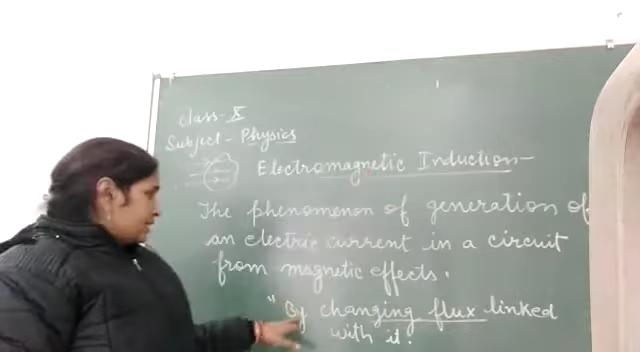 Class-X
Subject - Physics
Electromagnetic Induction-
The phenomenon of generation of
an electric current in a circuit
from magnetic effects.
"By changing flux linked
with it.